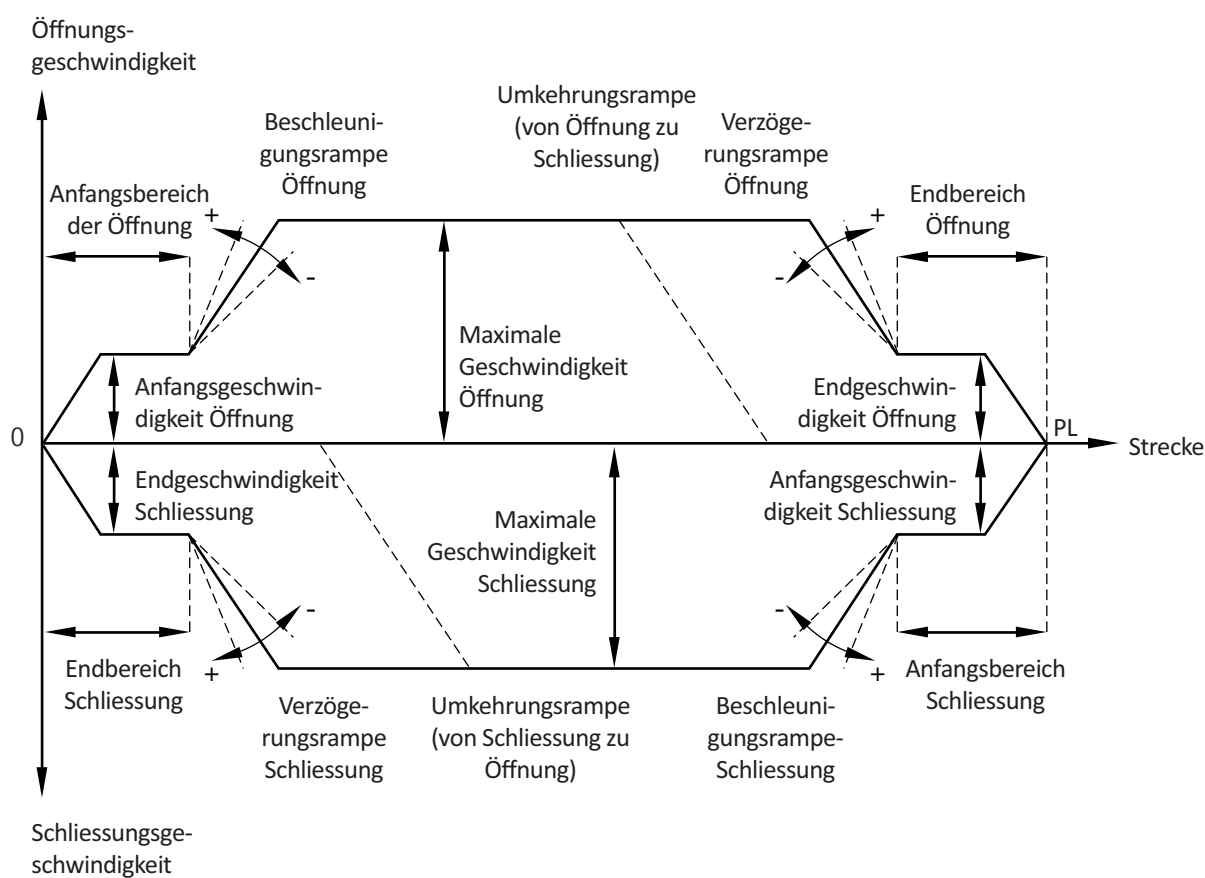 Öffnungs-
geschwindigkeit
Umkehrungsrampe
(von Öffnung zu
Schliessung)
Beschleuni-
gungsrampe
Öffnung
Verzöge-
rungsrampe
Öffnung
Anfangsbereich
der Öffnung
Endbereich
Öffnung
+
-
+
-
Maximale
Geschwindigkeit
Öffnung
Anfangsgeschwin-
digkeit Öffnung
Endgeschwin-
digkeit Öffnung
0
PL
Strecke
Endgeschwindigkeit
Schliessung
Anfangsgeschwin-
digkeit Schliessung
Maximale
Geschwindigkeit
Schliessung
-
+
-
+
Endbereich
Schliessung
Anfangsbereich
Schliessung
Verzöge-
rungsrampe
Schliessung
Umkehrungsrampe
(von Schliessung zu
Öffnung)
Beschleuni-
gungsrampe-
Schliessung
Schliessungsge-
schwindigkeit